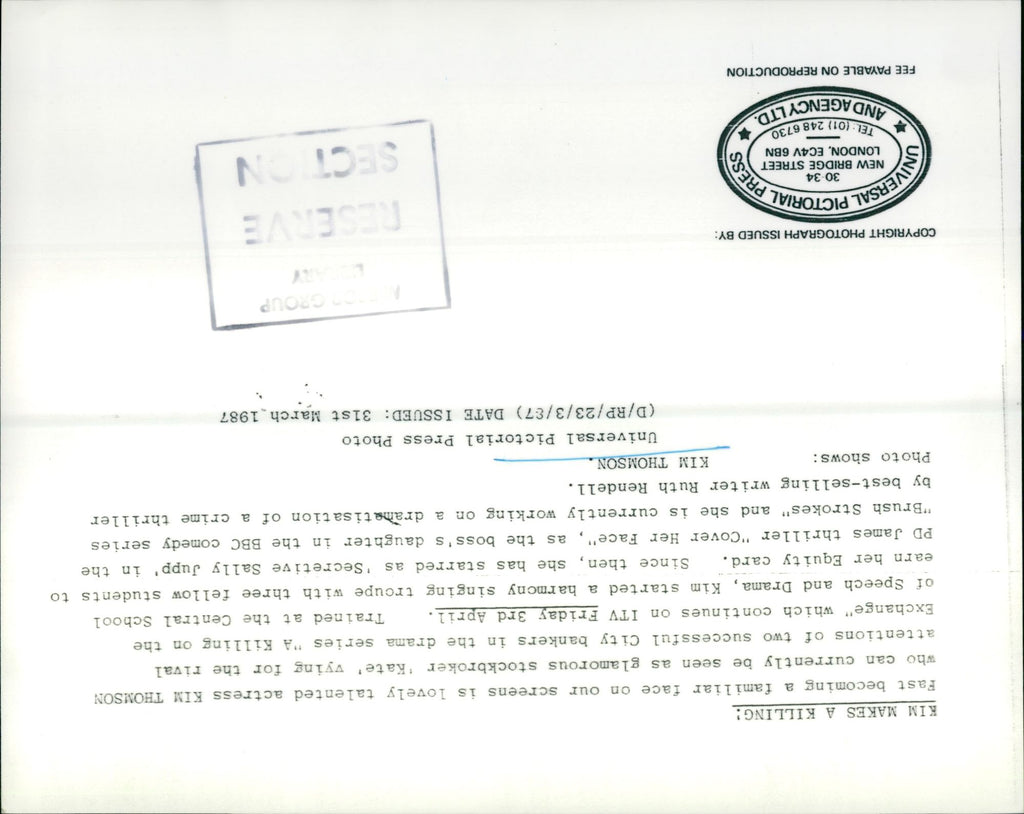 KIM MAKES A KILLING!
Fast becoming a familiar face on our screens is lovely talented actress KIM THOMSON
who can currently be seen as glamorous stockbroker 'Kate' vying for the rival
attentions of two successful City bankers in the drama series "A Killing on the
Exchange" which continues on ITV Friday 3rd April. Trained at the Central School
of Speech and Drama, Kim started a harmony singing troupe with three fellow students to
earn her Equity card. Since then, she has starred as 'Secretive Sally Jupp' in the
PD James thriller "Cover Her Face", as the boss's daughter in the BBC comedy series
"Brush Strokes" and she is currently working on a dramatisation of a crime thriller
by best-selling writer Ruth Rendell.
Photo shows: KIM THOMSON.
Universal Pictorial Press Photo
(D/RP/23/3/87) DATE ISSUED: 31st March 1987
MIRROR GROUP
LIBRARY
RESERVE
SECTION
COPYRIGHT PHOTOGRAPH ISSUED BY:
UNIVERSAL PICTORIAL PRESS
30-34
NEW BRIDGE STREET
LONDON, EC4V 6BN
TEL: (01) 248 6730
AND AGENCY LTD.
FEE PAYABLE ON REPRODUCTION